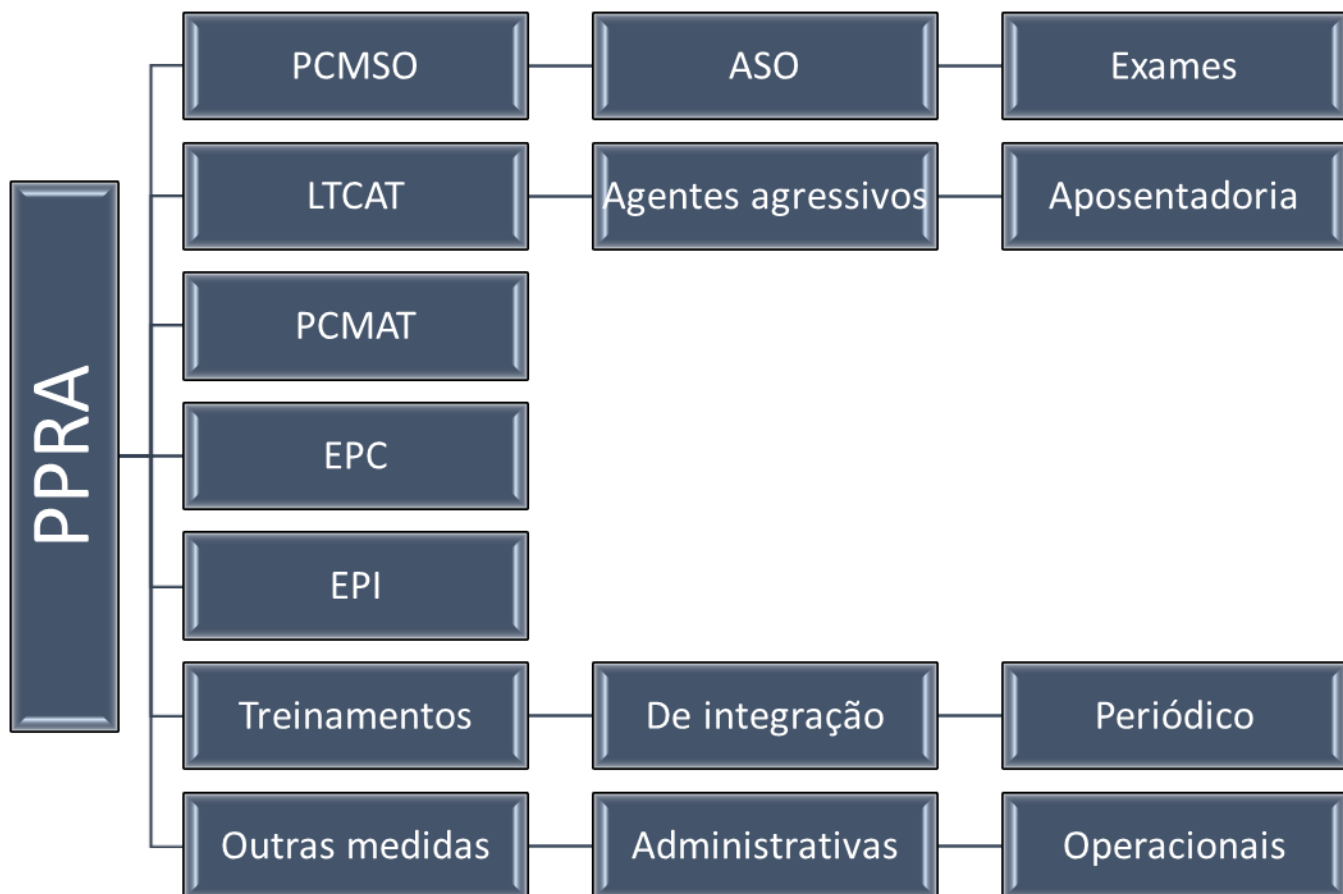 PPRA
PCMSO
ASO
Exames
LTCAT
Agentes agressivos
Aposentadoria
PCMAT
EPC
EPI
Treinamentos
De integração
Periódico
Outras medidas
Administrativas
Operacionais